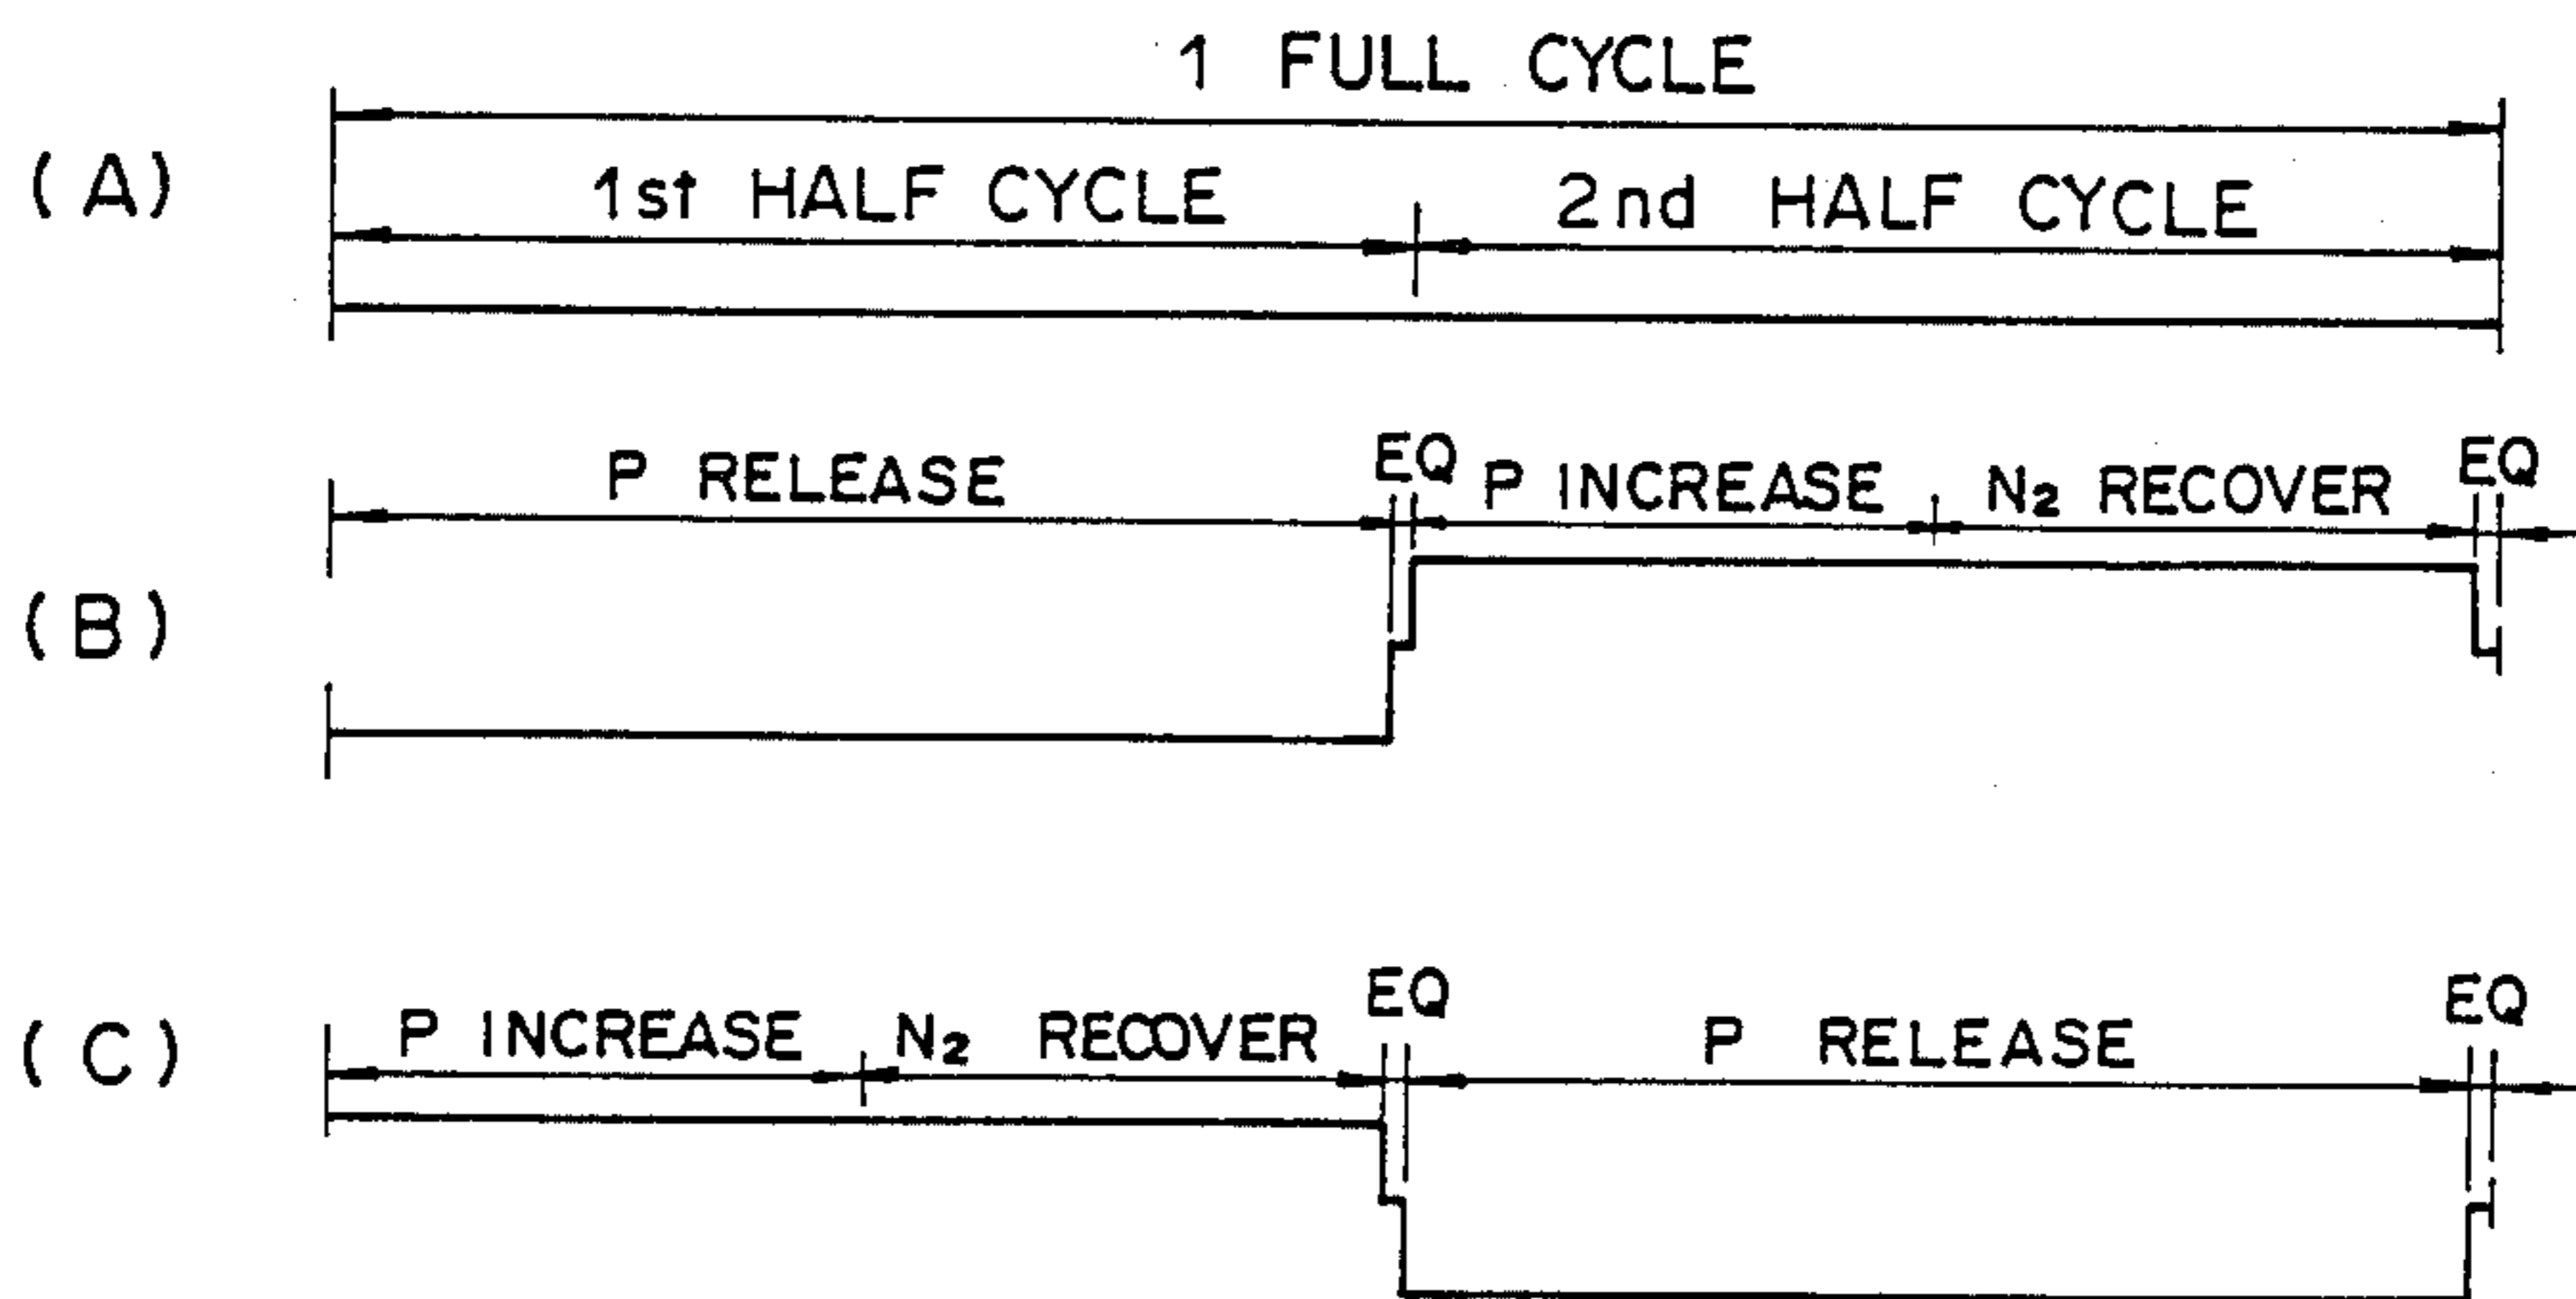 1 FULL CYCLE
(A)
1st HALF CYCLE 2nd HALF CYCLE
P RELEASE EQ P INCREASE N₂ RECOVER EQ
(B)
EQ EQ
(C) P INCREASE N₂ RECOVER P RELEASE